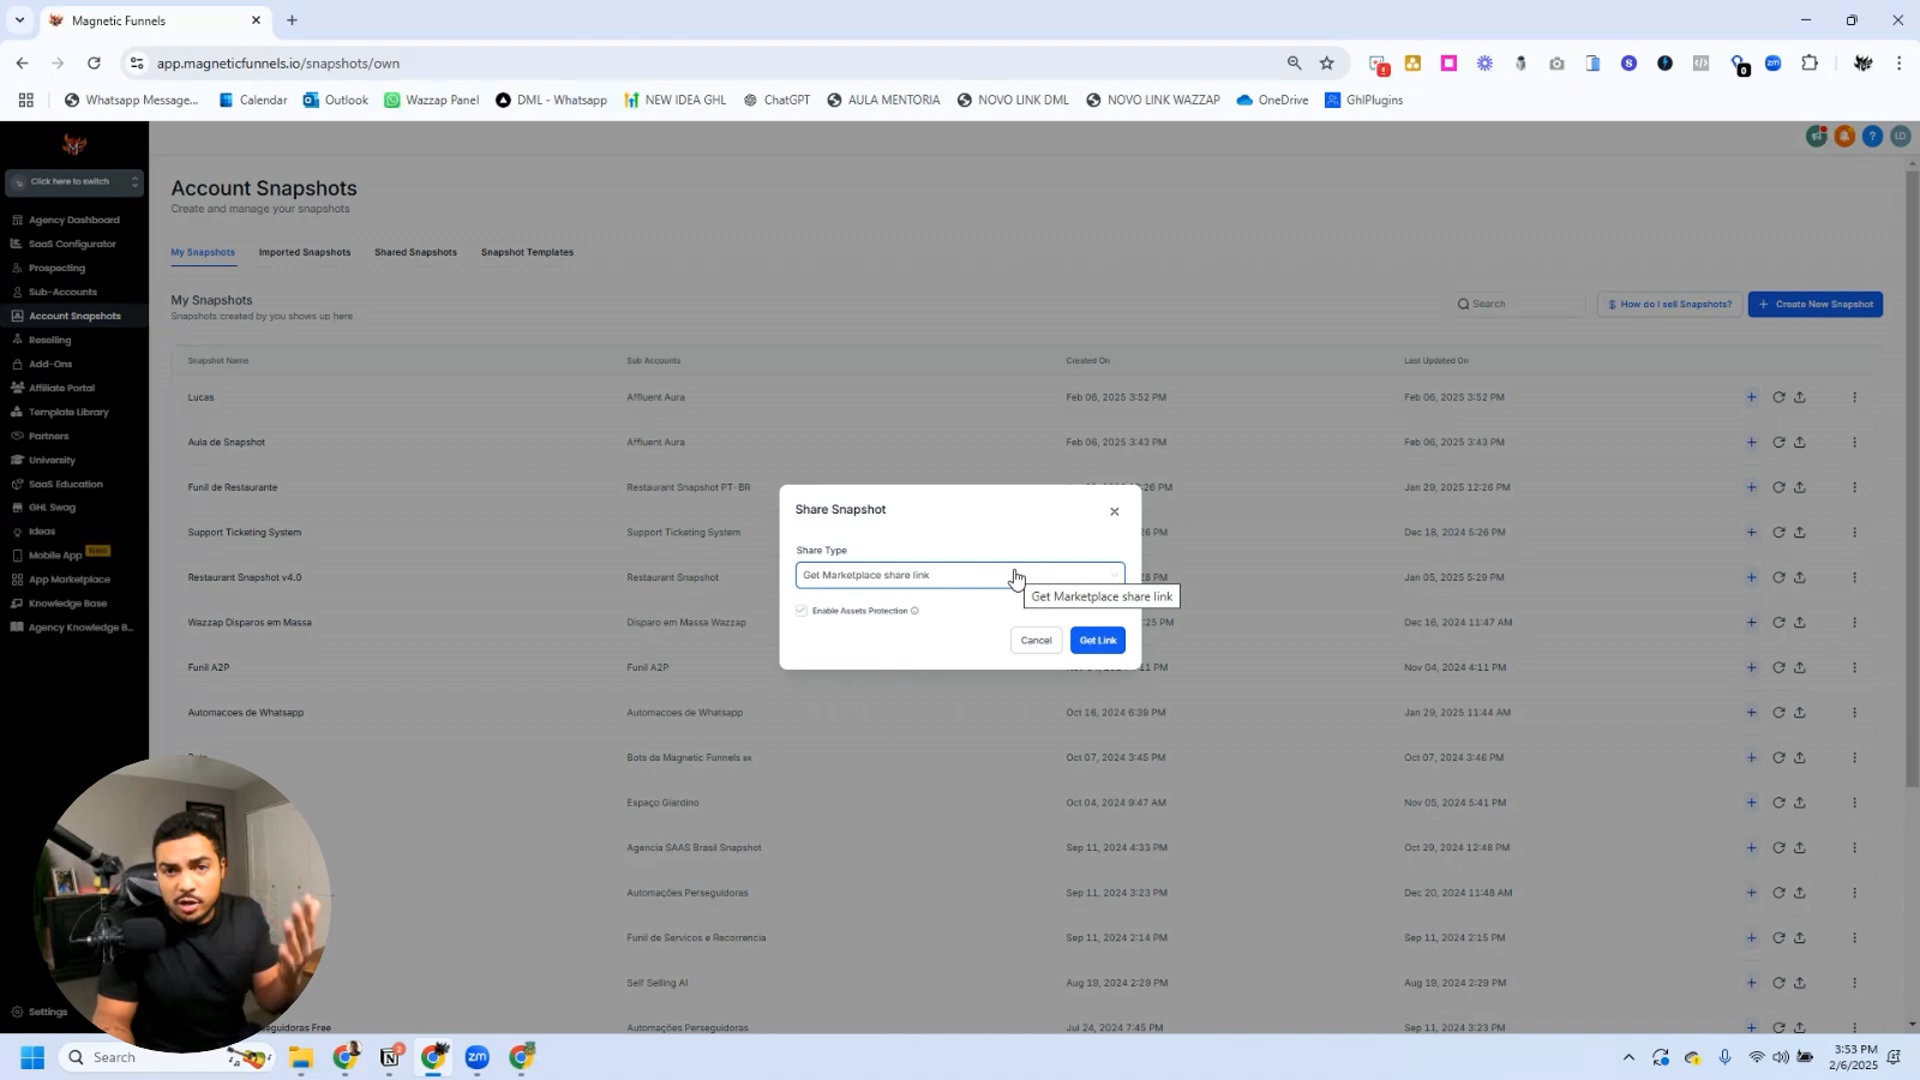 Magnetic Funnels
app.magneticfunnels.io/snapshots/own
Whatsapp Message...
Calendar
Outlook
Wazzap Panel
DML - Whatsapp
NEW IDEA GHL
ChatGPT
AULA MENTORIA
NOVO LINK DML
NOVO LINK WAZZAP
OneDrive
GhlPlugins
Click here to switch
Agency Dashboard
SaaS Configurator
Prospecting
Sub-Accounts
Account Snapshots
Reselling
Add-Ons
Affiliate Portal
Template Library
Partners
University
SaaS Education
GHL Swag
Ideas
Mobile App New
App Marketplace
Knowledge Base
Agency Knowledge B...
Settings
LD
Account Snapshots
Create and manage your snapshots
My Snapshots Imported Snapshots Shared Snapshots Snapshot Templates
My Snapshots
Snapshots created by you shows up here
Search
$ How do I sell Snapshots?
+ Create New Snapshot
Snapshot Name Sub Accounts Created On Last Updated On
Lucas Affluent Aura Feb 06, 2025 3:52 PM Feb 06, 2025 3:52 PM
Aula de Snapshot Affluent Aura Feb 06, 2025 3:43 PM Feb 06, 2025 3:43 PM
Funil de Restaurante Restaurant Snapshot PT-BR 26 PM Jan 29, 2025 12:26 PM
Support Ticketing System Support Ticketing System 6 PM Dec 18, 2024 5:26 PM
Restaurant Snapshot v4.0 Restaurant Snapshot 8 PM Jan 05, 2025 5:29 PM
Wazzap Disparos em Massa Disparo em Massa Wazzap 25 PM Dec 16, 2024 11:47 AM
Funil A2P Funil A2P 11 PM Nov 04, 2024 4:11 PM
Automacoes de Whatsapp Automacoes de Whatsapp Oct 16, 2024 6:39 PM Jan 29, 2025 11:44 AM
Bots da Magnetic Funnels Oct 07, 2024 3:45 PM Oct 07, 2024 3:46 PM
Espaço Giardino Oct 04, 2024 9:47 AM Nov 05, 2024 5:41 PM
Agencia SAAS Brasil Snapshot Sep 11, 2024 4:33 PM Oct 29, 2024 12:48 PM
Automações Perseguidoras Sep 11, 2024 3:23 PM Dec 20, 2024 11:48 AM
Funil de Servicos e Recorrencia Sep 11, 2024 2:14 PM Sep 11, 2024 2:15 PM
Self Selling AI Aug 19, 2024 2:29 PM Aug 19, 2024 2:29 PM
eguidoras Free Automações Perseguidoras Jul 24, 2024 7:45 PM Sep 11, 2024 3:23 PM
Share Snapshot
Share Type
Get Marketplace share link
Get Marketplace share link
Enable Assets Protection
Cancel
Get Link
Search
3:53 PM
2/6/2025